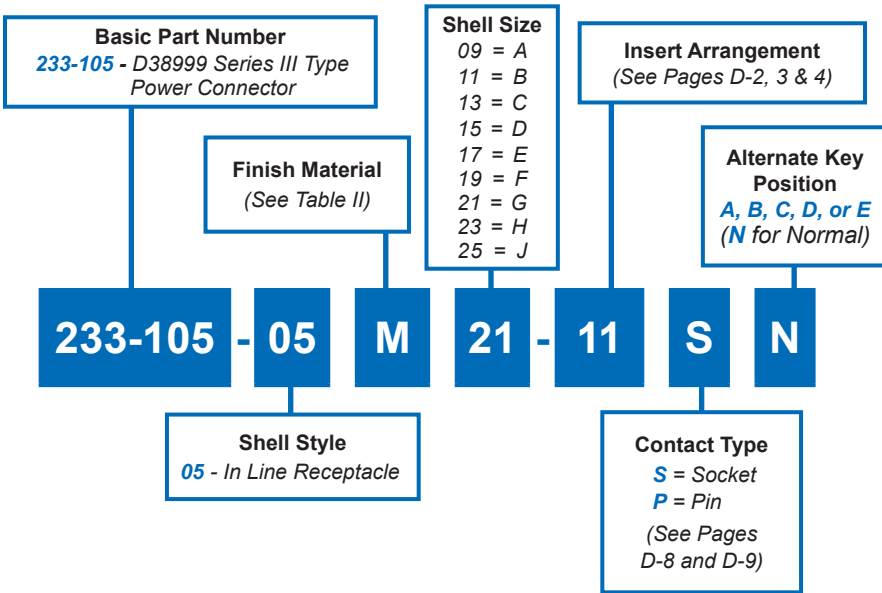 Basic Part Number
233-105 - D38999 Series III Type
Power Connector
Finish Material
(See Table II)
Shell Size
09 = A
11 = B
13 = C
15 = D
17 = E
19 = F
21 = G
23 = H
25 = J
Insert Arrangement
(See Pages D-2, 3 & 4)
Alternate Key
Position
A, B, C, D, or E
(N for Normal)
233-105 - 05 M 21 - 11 S N
Shell Style
05 - In Line Receptacle
Contact Type
S = Socket
P = Pin
(See Pages
D-8 and D-9)